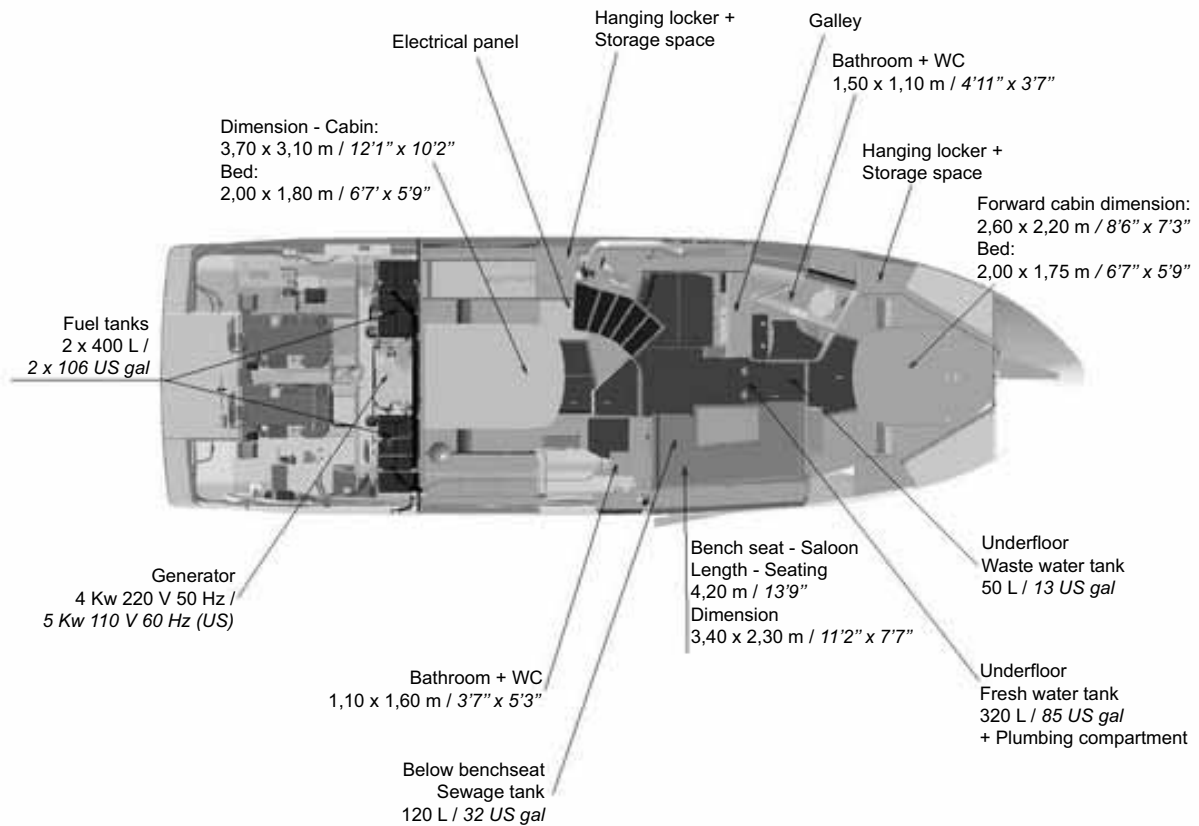 Hanging locker +
Storage space
Galley
Electrical panel
Bathroom + WC
1,50 x 1,10 m / 4'11” x 3'7”
Dimension - Cabin:
3,70 x 3,10 m / 12'1” x 10'2”
Bed:
2,00 x 1,80 m / 6'7' x 5'9”
Hanging locker +
Storage space
Forward cabin dimension:
2,60 x 2,20 m / 8'6” x 7'3”
Bed:
2,00 x 1,75 m / 6'7” x 5'9”
Fuel tanks
2 x 400 L /
2 x 106 US gal
Generator
4 Kw 220 V 50 Hz /
5 Kw 110 V 60 Hz (US)
Bench seat - Saloon
Length - Seating
4,20 m / 13'9”
Dimension
3,40 x 2,30 m / 11'2” x 7'7”
Underfloor
Waste water tank
50 L / 13 US gal
Bathroom + WC
1,10 x 1,60 m / 3'7” x 5'3”
Underfloor
Fresh water tank
320 L / 85 US gal
+ Plumbing compartment
Below benchseat
Sewage tank
120 L / 32 US gal